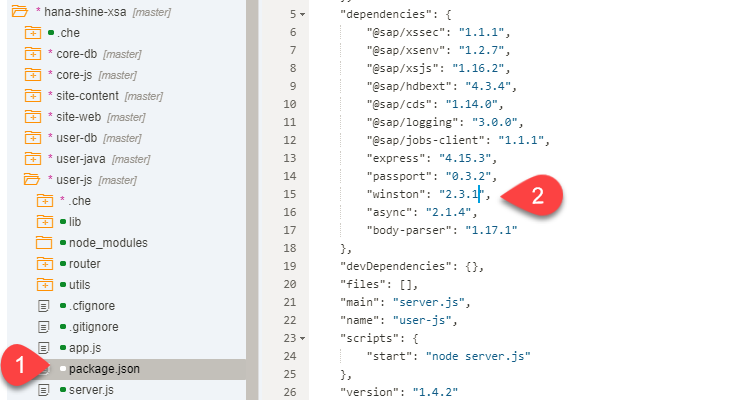 * hana-shine-xsa [master]
.che
* core-db [master]
* core-js [master]
* site-content [master]
* site-web [master]
* user-db [master]
* user-java [master]
* user-js [master]
* .che
lib
node_modules
router
utils
.cfignore
.gitignore
app.js
1
package.json
server.js
5 "dependencies": {
6 "@sap/xssec": "1.1.1",
7 "@sap/xsenv": "1.2.7",
8 "@sap/xsjs": "1.16.2",
9 "@sap/hdbext": "4.3.4",
10 "@sap/cds": "1.14.0",
11 "@sap/logging": "3.0.0",
12 "@sap/jobs-client": "1.1.1",
13 "express": "4.15.3",
14 "passport": "0.3.2",
15 "winston": "2.3.1",
2
16 "async": "2.1.4",
17 "body-parser": "1.17.1"
18 },
19 "devDependencies": {},
20 "files": [],
21 "main": "server.js",
22 "name": "user-js",
23 "scripts": {
24 "start": "node server.js"
25 },
26 "version": "1.4.2"